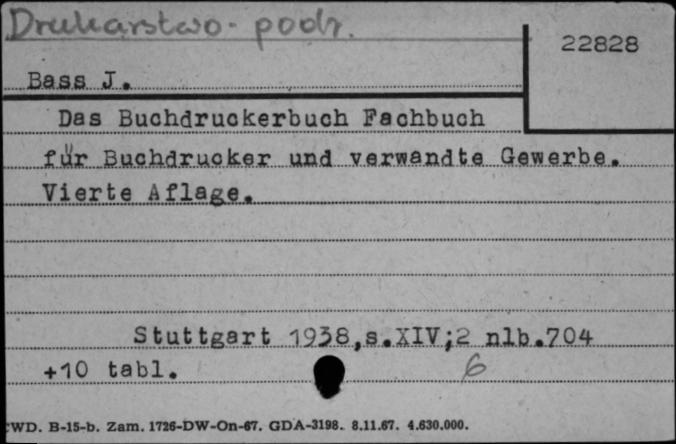 Drukarstwo - podr.
22828
Bass J.
Das Buchdruckerbuch Fachbuch
für Buchdrucker und verwandte Gewerbe.
Vierte Aflage.
Stuttgart 1938,s.XIV;2 nlb.704
+10 tabl.
6
CWD. B-15-b. Zam. 1726-DW-On-67. GDA-3198. 8.11.67. 4.630.000.